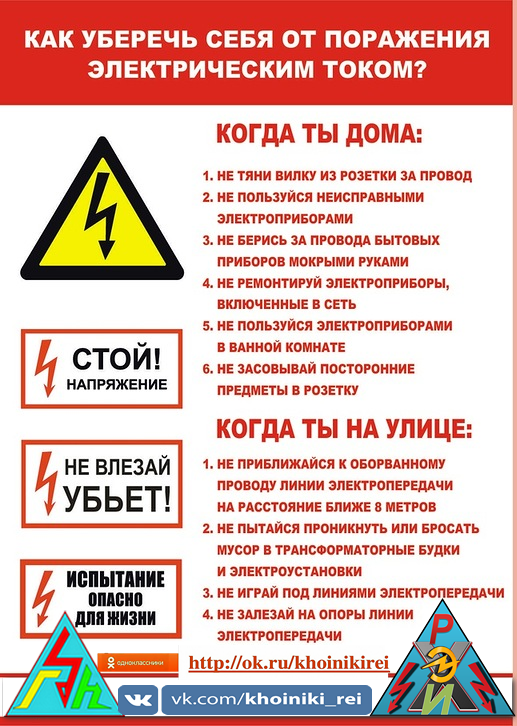 КАК УБЕРЕЧЬ СЕБЯ ОТ ПОРАЖЕНИЯ
ЭЛЕКТРИЧЕСКИМ ТОКОМ?
КОГДА ТЫ ДОМА:
1. НЕ ТЯНИ ВИЛКУ ИЗ РОЗЕТКИ ЗА ПРОВОД
2. НЕ ПОЛЬЗУЙСЯ НЕИСПРАВНЫМИ
ЭЛЕКТРОПРИБОРАМИ
3. НЕ БЕРИСЬ ЗА ПРОВОДА БЫТОВЫХ
ПРИБОРОВ МОКРЫМИ РУКАМИ
4. НЕ РЕМОНТИРУЙ ЭЛЕКТРОПРИБОРЫ,
ВКЛЮЧЕННЫЕ В СЕТЬ
5. НЕ ПОЛЬЗУЙСЯ ЭЛЕКТРОПРИБОРАМИ
В ВАННОЙ КОМНАТЕ
6. НЕ ЗАСОВЫВАЙ ПОСТОРОННИЕ
ПРЕДМЕТЫ В РОЗЕТКУ
СТОЙ!
НАПРЯЖЕНИЕ
НЕ ВЛЕЗАЙ
УБЬЕТ!
ИСПЫТАНИЕ
ОПАСНО
ДЛЯ ЖИЗНИ
КОГДА ТЫ НА УЛИЦЕ:
1. НЕ ПРИБЛИЖАЙСЯ К ОБОРВАННОМУ
ПРОВОДУ ЛИНИИ ЭЛЕКТРОПЕРЕДАЧИ
НА РАССТОЯНИЕ БЛИЖЕ 8 МЕТРОВ
2. НЕ ПЫТАЙСЯ ПРОНИКНУТЬ ИЛИ БРОСАТЬ
МУСОР В ТРАНСФОРМАТОРНЫЕ БУДКИ
И ЭЛЕКТРОУСТАНОВКИ
3. НЕ ИГРАЙ ПОД ЛИНИЯМИ ЭЛЕКТРОПЕРЕДАЧИ
4. НЕ ЗАЛЕЗАЙ НА ОПОРЫ ЛИНИИ
ЭЛЕКТРОПЕРЕДАЧИ
одноклассники
http://ok.ru/khoinikirei
vk.com/khoiniki_rei
РЭИ